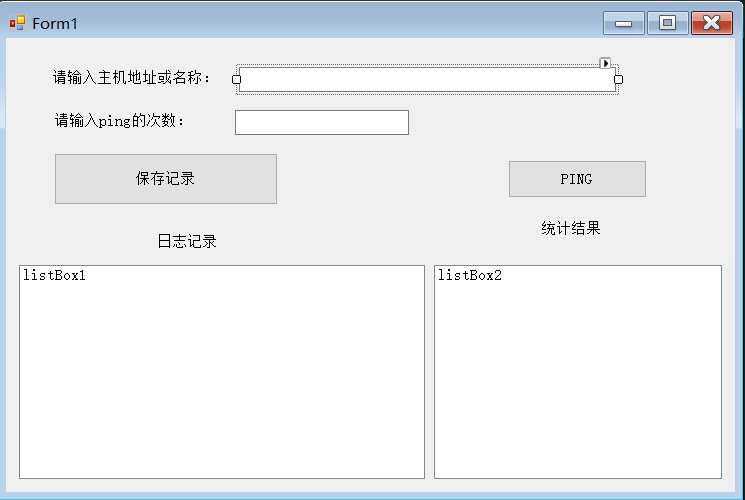 Form1
请输入主机地址或名称：
请输入ping的次数：
保存记录
PING
日志记录
统计结果
listBox1
listBox2